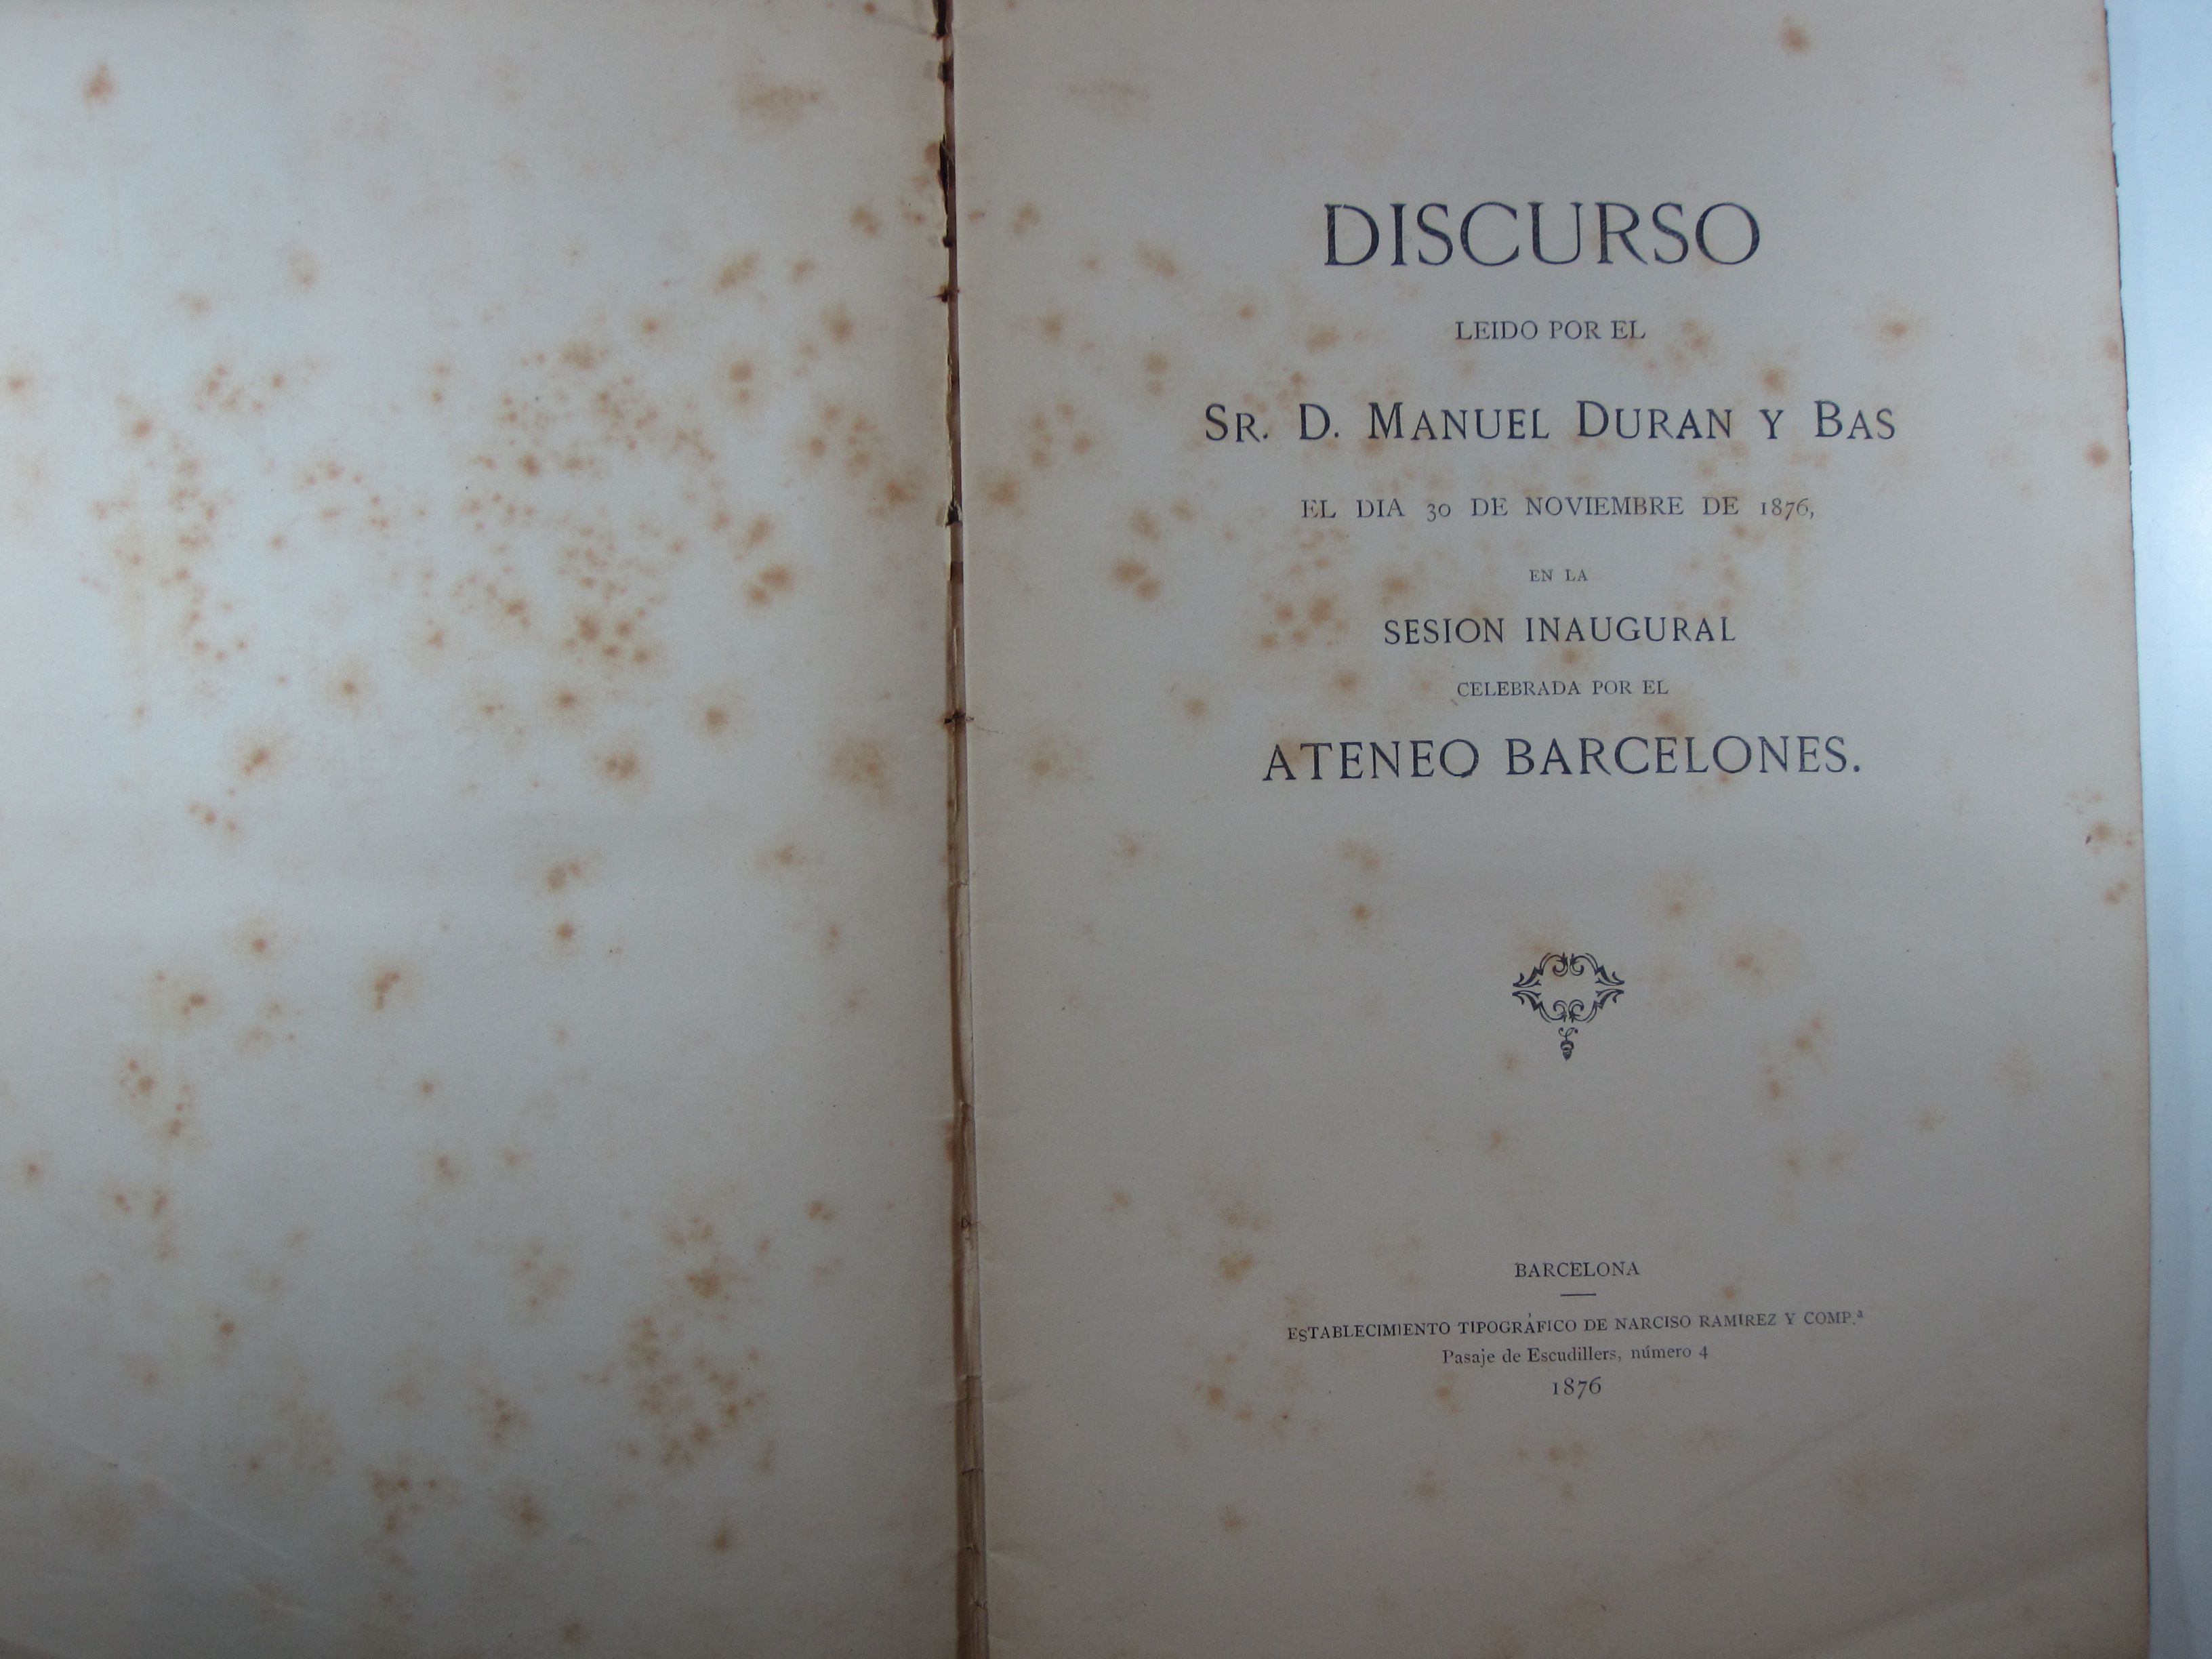 DISCURSO
LEIDO POR EL
SR. D. MANUEL DURAN Y BAS
EL DIA 30 DE NOVIEMBRE DE 1876,
EN LA
SESION INAUGURAL
CELEBRADA POR EL
ATENEO BARCELONES.
BARCELONA
ESTABLECIMIENTO TIPOGRÁFICO DE NARCISO RAMIREZ Y COMP.ª
Pasaje de Escudillers, número 4
1876